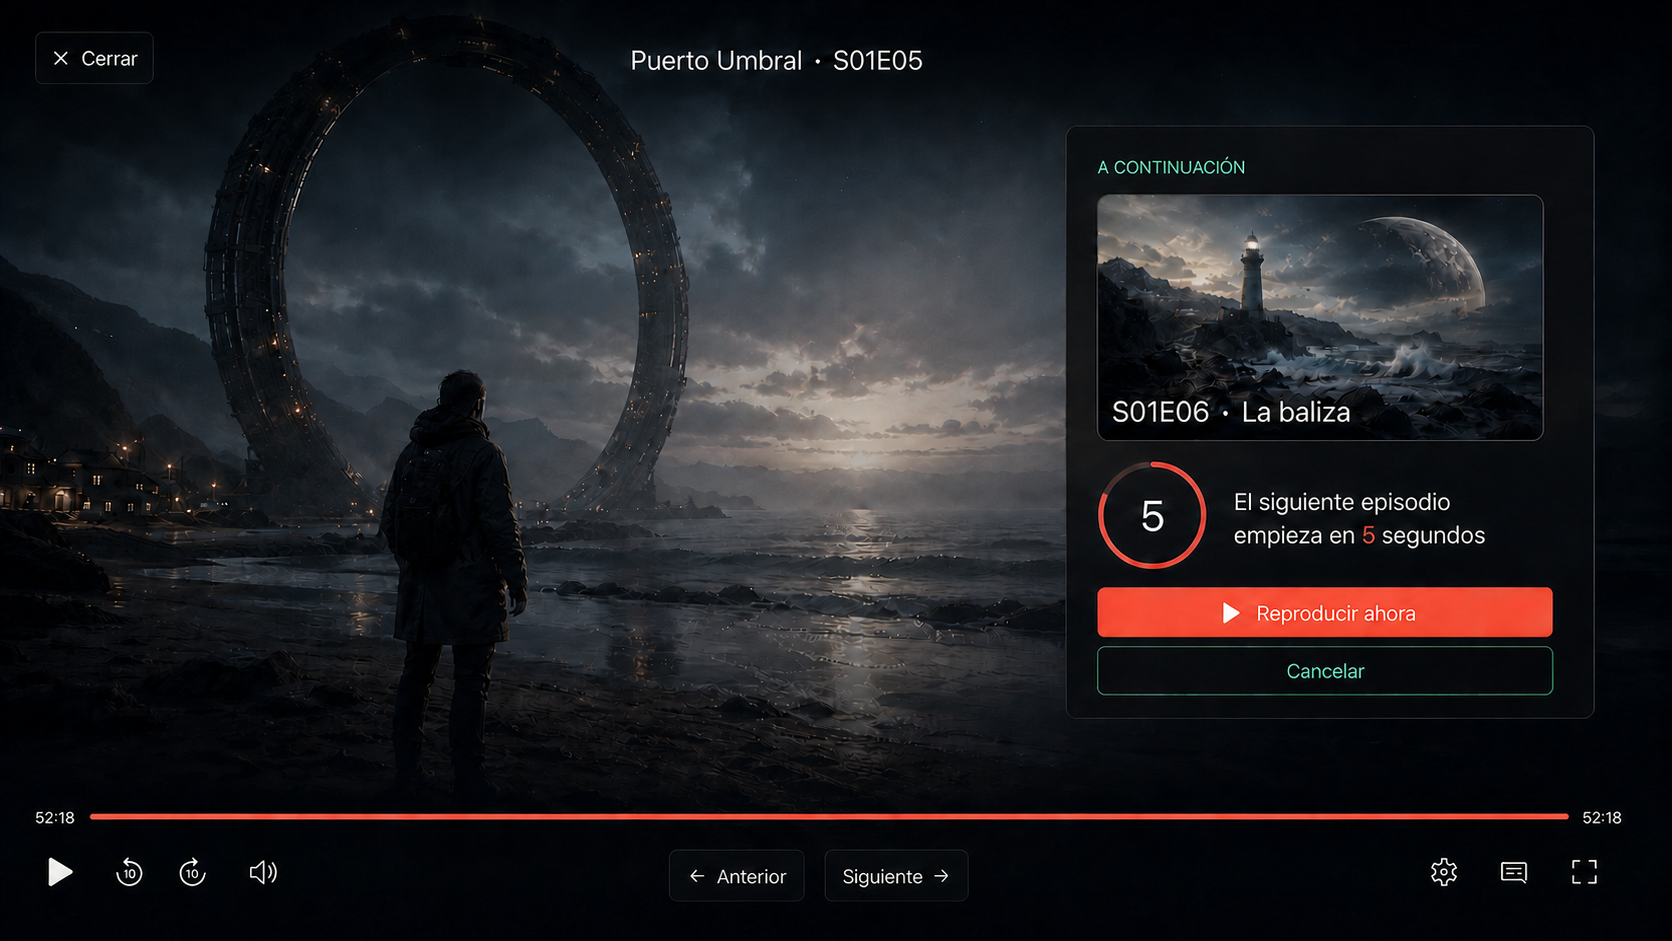 Cerrar
Puerto Umbral • S01E05
A CONTINUACIÓN
S01E06 • La baliza
5
El siguiente episodio
empieza en 5 segundos
Reproducir ahora
Cancelar
52:18
52:18
10
10
Anterior
Siguiente